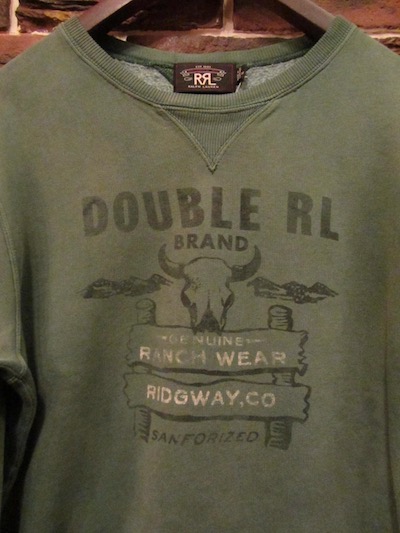 RRL
RALPH LAUREN
DOUBLE RL
BRAND
GENUINE
RANCH WEAR
RIDGWAY, CO
SANFORIZED